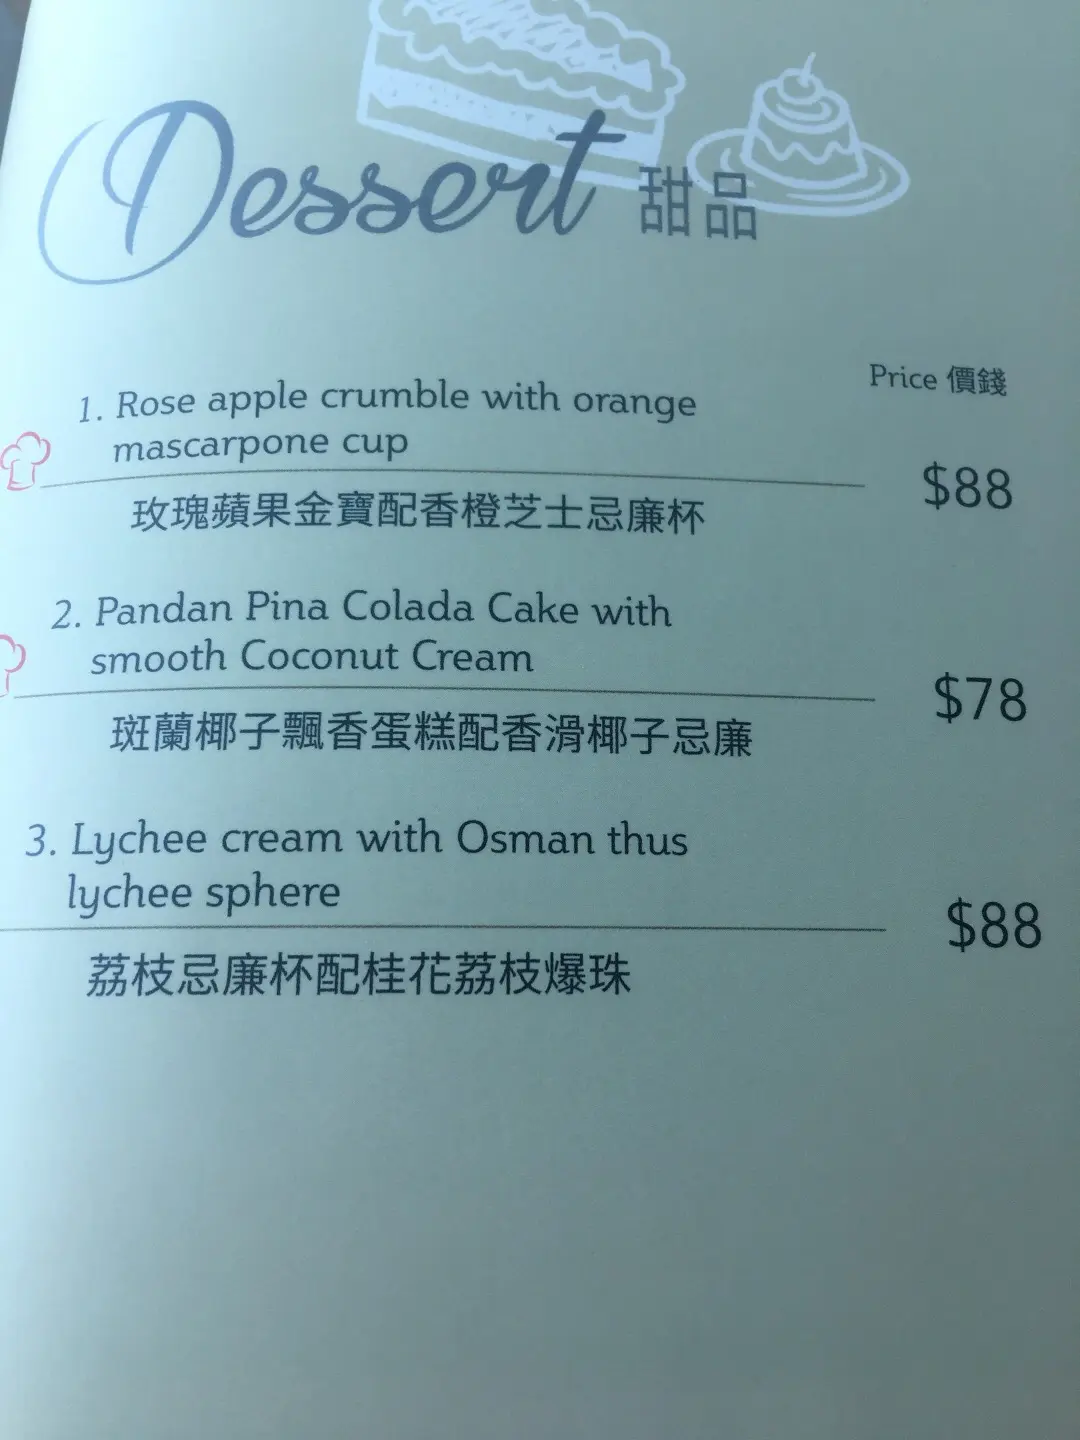 Dessert 甜品
Price 價錢
1. Rose apple crumble with orange
mascarpone cup
$88
玫瑰蘋果金寶配香橙芝士忌廉杯
2. Pandan Pina Colada Cake with
smooth Coconut Cream
$78
斑蘭椰子飄香蛋糕配香滑椰子忌廉
3. Lychee cream with Osman thus
lychee sphere
$88
荔枝忌廉杯配桂花荔枝爆珠